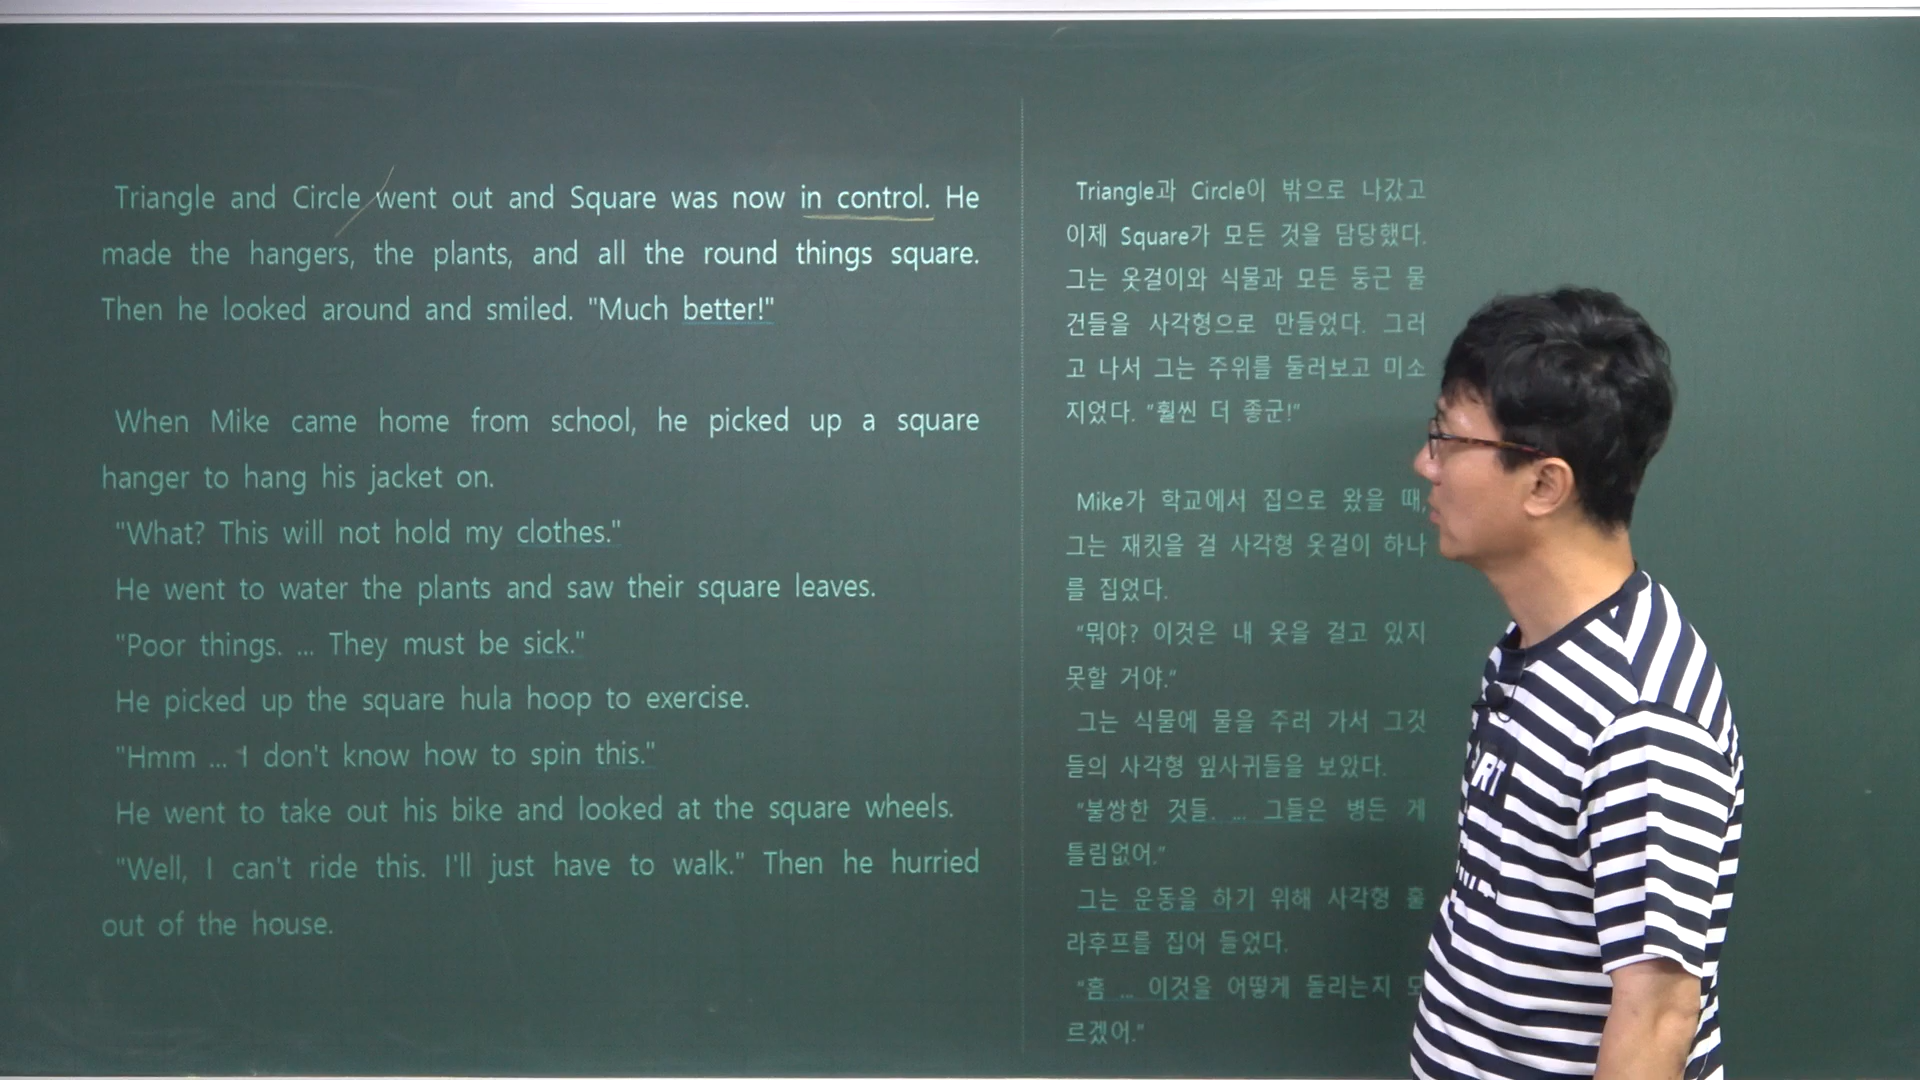 Triangle and Circle went out and Square was now in control. He
made the hangers, the plants, and all the round things square.
Then he looked around and smiled. "Much better!"
When Mike came home from school, he picked up a square
hanger to hang his jacket on.
"What? This will not hold my clothes."
He went to water the plants and saw their square leaves.
"Poor things. ... They must be sick."
He picked up the square hula hoop to exercise.
"Hmm ... I don't know how to spin this."
He went to take out his bike and looked at the square wheels.
"Well, I can't ride this. I'll just have to walk." Then he hurried
out of the house.
Triangle과 Circle이 밖으로 나갔고
이제 Square가 모든 것을 담당했다.
그는 옷걸이와 식물과 모든 둥근 물
건들을 사각형으로 만들었다. 그러
고 나서 그는 주위를 둘러보고 미소
지었다. "훨씬 더 좋군!"
Mike가 학교에서 집으로 왔을 때,
그는 재킷을 걸 사각형 옷걸이 하나
를 집었다.
"뭐야? 이것은 내 옷을 걸고 있지
못할 거야."
그는 식물에 물을 주러 가서 그것
들의 사각형 잎사귀들을 보았다.
"불쌍한 것들. ... 그들은 병든 게
틀림없어."
그는 운동을 하기 위해 사각형 훌
라후프를 집어 들었다.
"흠 ... 이것을 어떻게 돌리는지 모
르겠어."